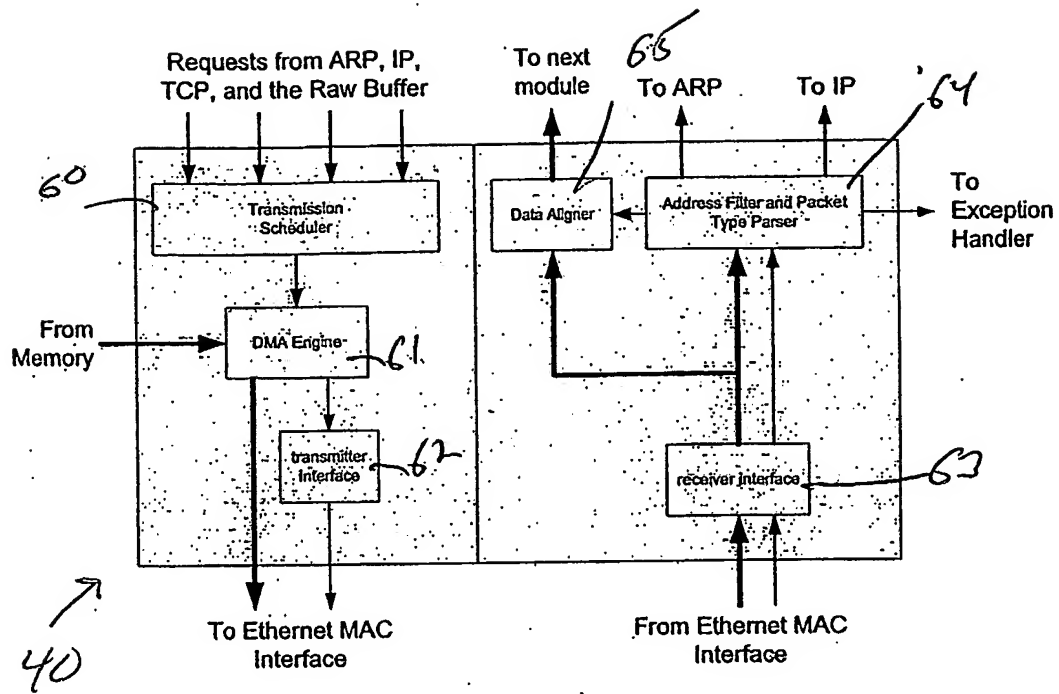 Requests from ARP, IP,
TCP, and the Raw Buffer
To next
module
65
To ARP
To IP
64
60
Transmission
Scheduler
Data Aligner
Address Filter and Packet
Type Parser
To
Exception
Handler
From
Memory
DMA Engine
61
transmitter
interface
62
receiver interface
63
To Ethernet MAC
Interface
From Ethernet MAC
Interface
40